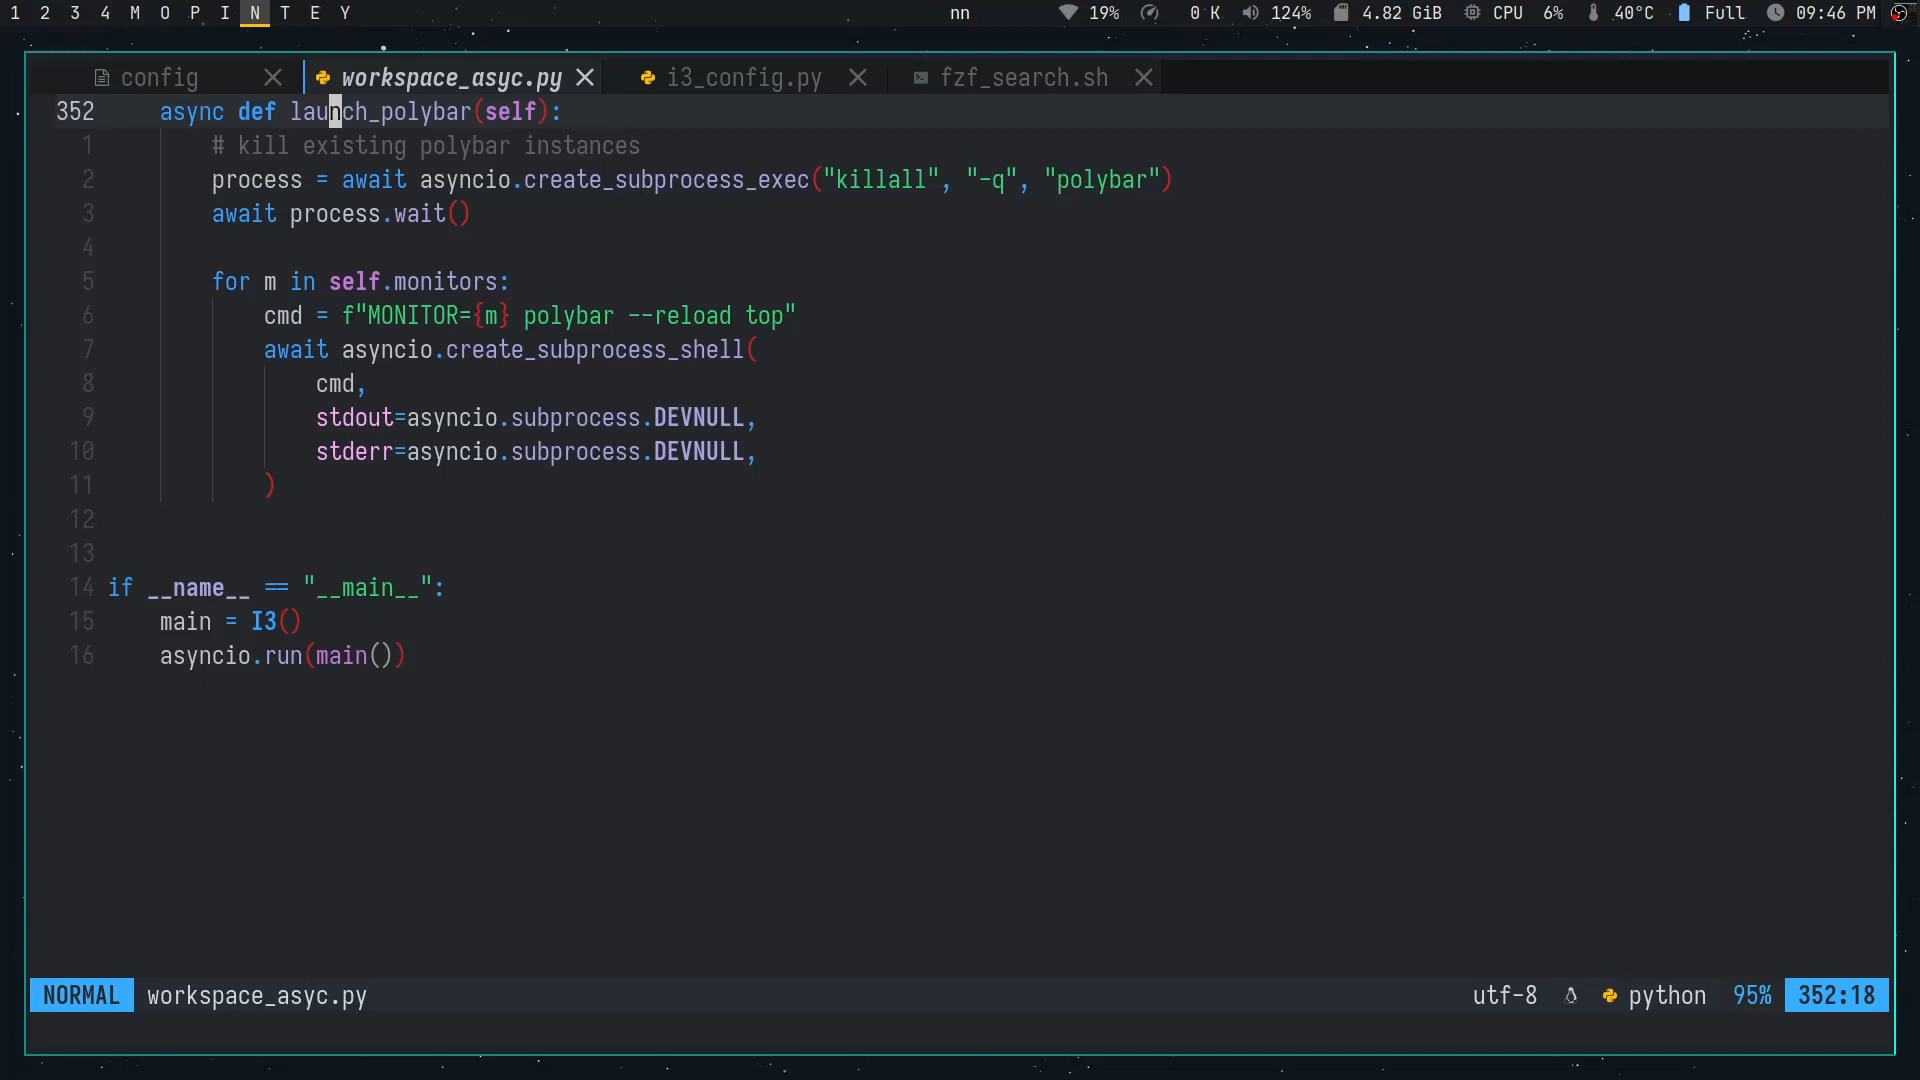 1 2 3 4 M O P I N T E Y nn 19% 0 K 124% 4.82 GiB CPU 6% 40°C Full 09:46 PM
config workspace_asyc.py i3_config.py fzf_search.sh
352 async def launch_polybar(self):
1 # kill existing polybar instances
2 process = await asyncio.create_subprocess_exec("killall", "-q", "polybar")
3 await process.wait()
4
5 for m in self.monitors:
6 cmd = f"MONITOR={m} polybar --reload top"
7 await asyncio.create_subprocess_shell(
8 cmd,
9 stdout=asyncio.subprocess.DEVNULL,
10 stderr=asyncio.subprocess.DEVNULL,
11 )
12
13
14 if __name__ == "__main__":
15 main = I3()
16 asyncio.run(main())
NORMAL workspace_asyc.py utf-8 python 95% 352:18